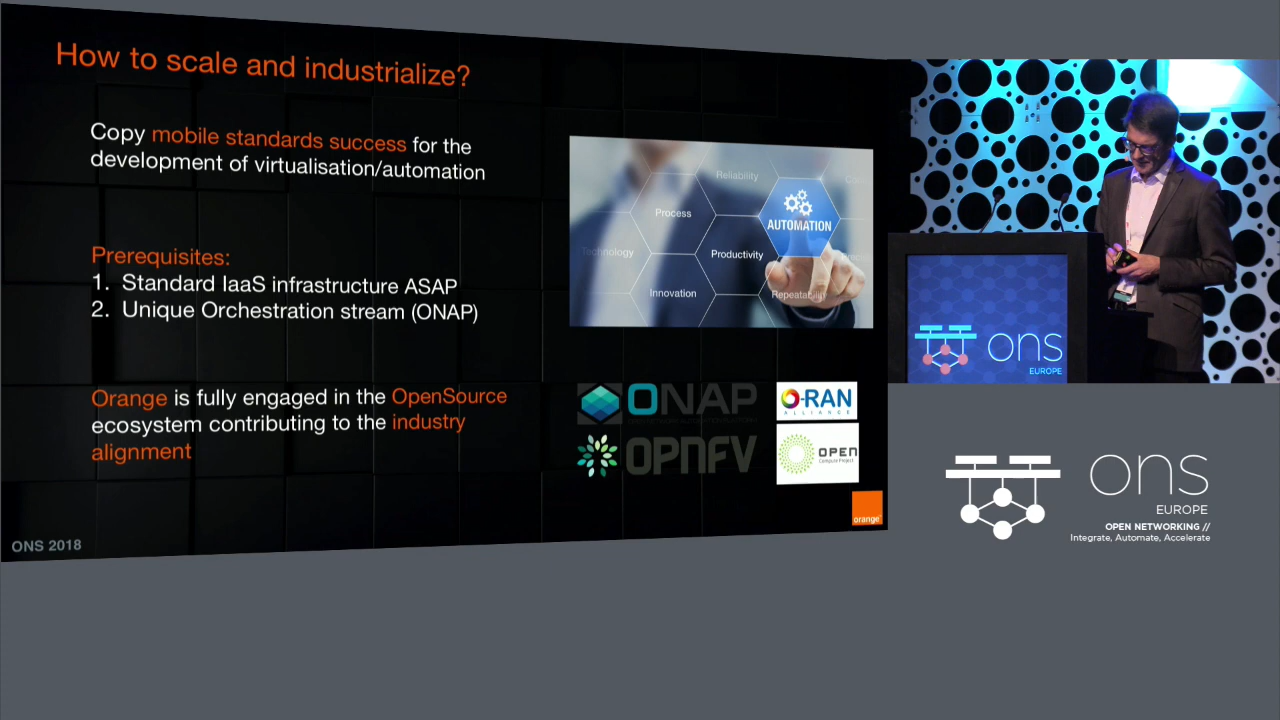 How to scale and industrialize?
Copy mobile standards success for the
development of virtualisation/automation
Prerequisites:
1. Standard IaaS infrastructure ASAP
2. Unique Orchestration stream (ONAP)
Orange is fully engaged in the OpenSource
ecosystem contributing to the industry
alignment
ONS 2018
Reliability
Process
AUTOMATION
Technology
Productivity
Innovation
Repeatability
ONAP
O-RAN
ALLIANCE
OPNFV
OPEN
Compute Project
orange
ons
EUROPE
ons
EUROPE
OPEN NETWORKING //
Integrate, Automate, Accelerate